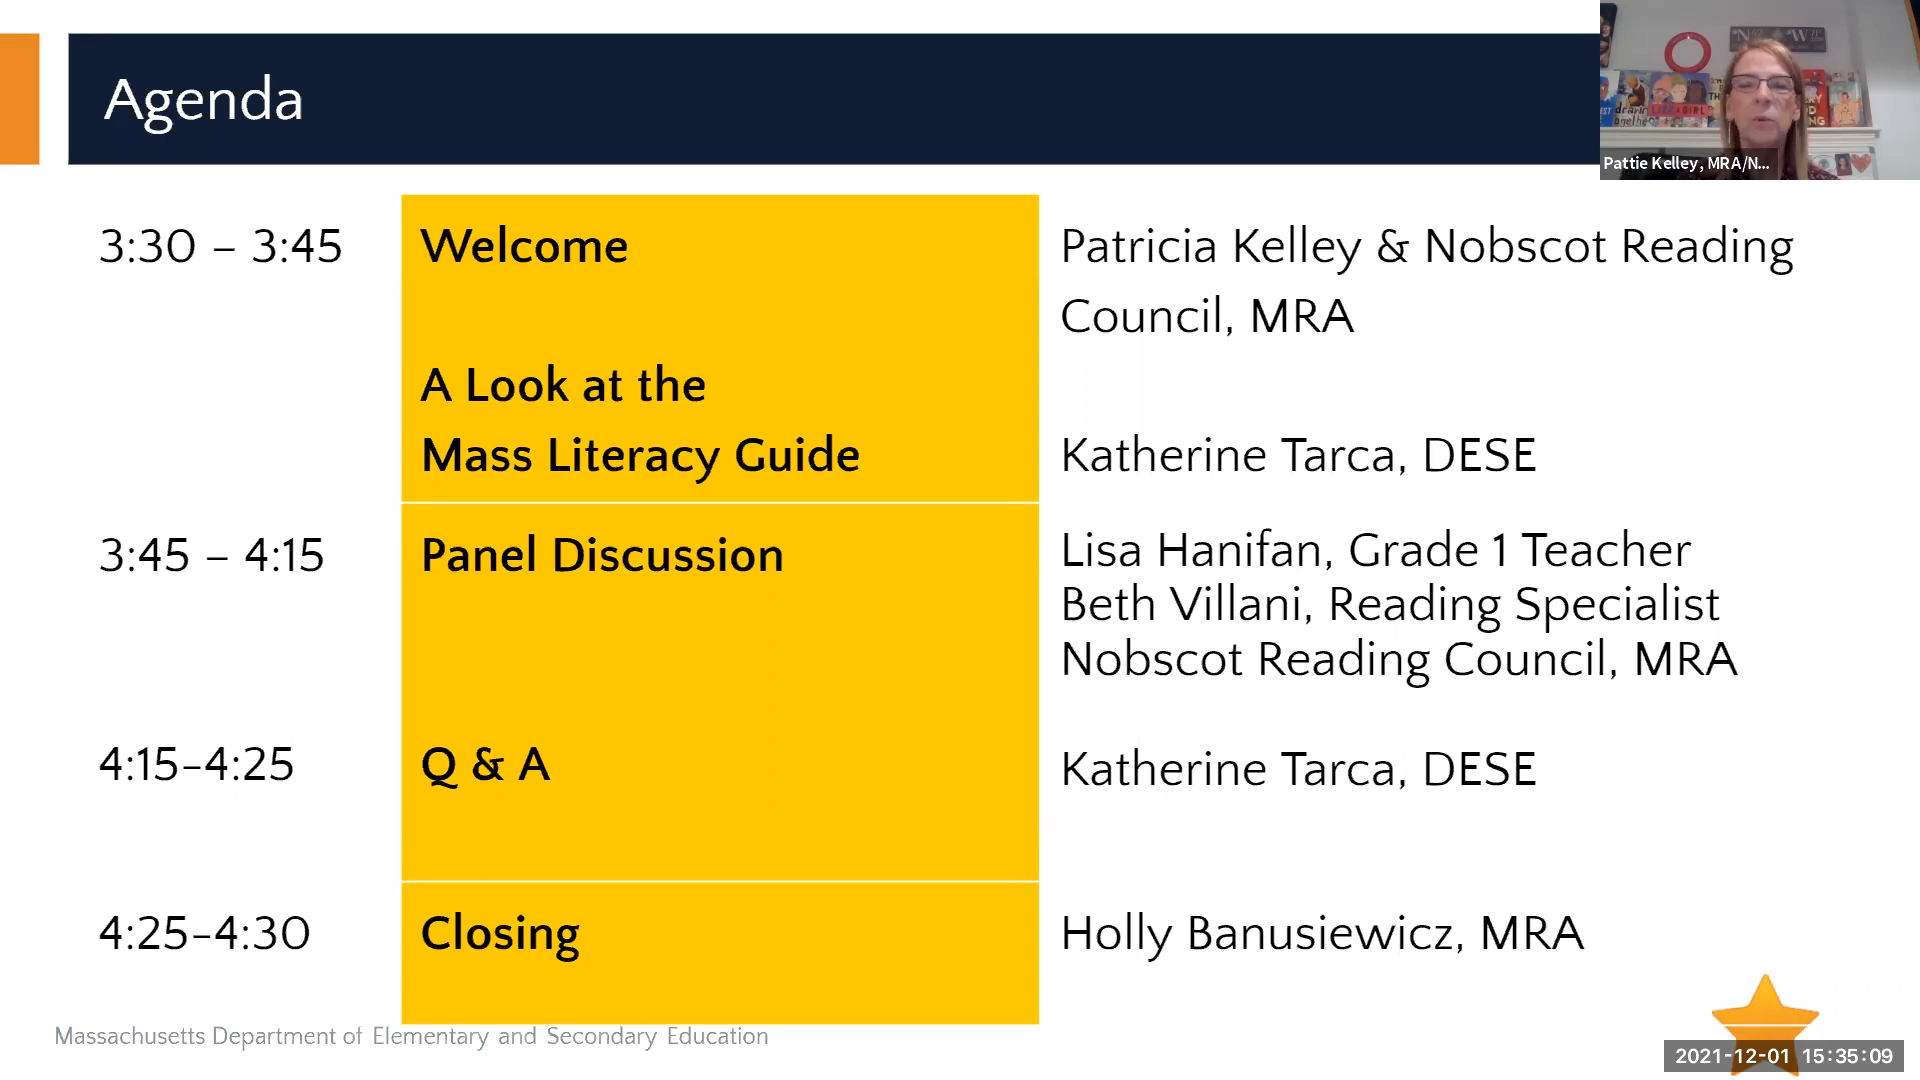 Agenda
Pattie Kelley, MRA/N...
3:30 – 3:45
Welcome
Patricia Kelley & Nobscot Reading
Council, MRA
A Look at the
Mass Literacy Guide
Katherine Tarca, DESE
3:45 – 4:15
Panel Discussion
Lisa Hanifan, Grade 1 Teacher
Beth Villani, Reading Specialist
Nobscot Reading Council, MRA
4:15-4:25
Q & A
Katherine Tarca, DESE
4:25-4:30
Closing
Holly Banusiewicz, MRA
Massachusetts Department of Elementary and Secondary Education
2021-12-01 15:35:09